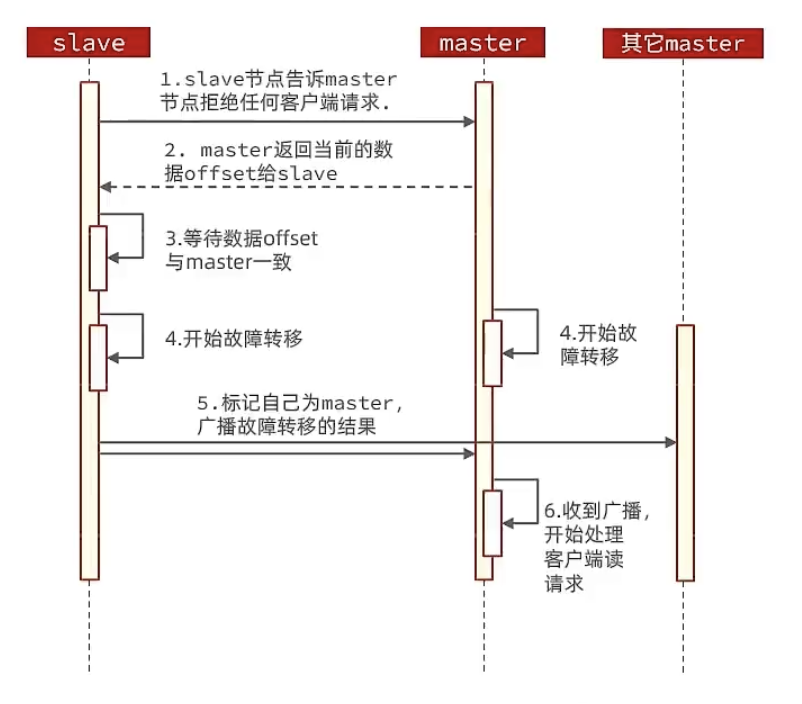 slave
master
其它master
1.slave节点告诉master
节点拒绝任何客户端请求.
2. master返回当前的数
据offset给slave
3.等待数据offset
与master一致
4.开始故障转移
4.开始故
障转移
5.标记自己为master,
广播故障转移的结果
6.收到广播,
开始处理
客户端读
请求